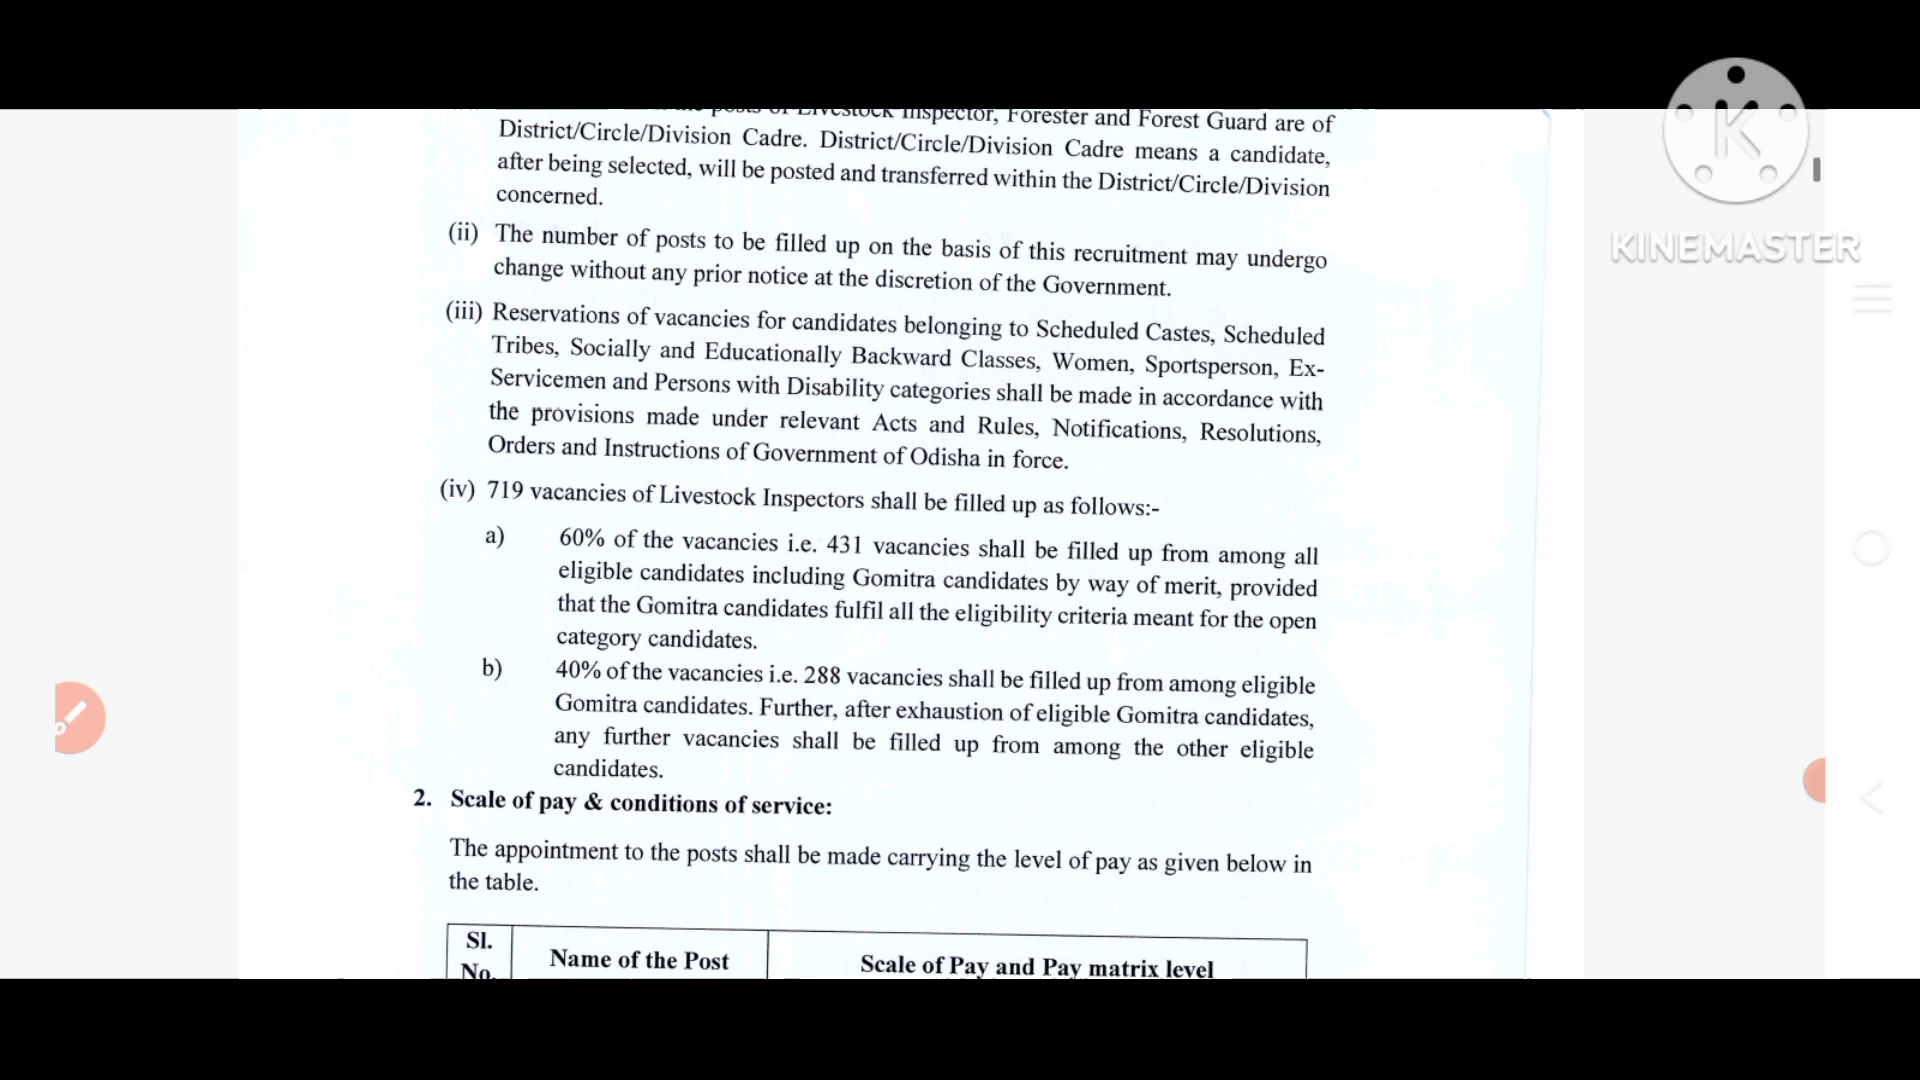 the posts of Livestock Inspector, Forester and Forest Guard are of
District/Circle/Division Cadre. District/Circle/Division Cadre means a candidate,
after being selected, will be posted and transferred within the District/Circle/Division
concerned.
(ii) The number of posts to be filled up on the basis of this recruitment may undergo
change without any prior notice at the discretion of the Government.
(iii) Reservations of vacancies for candidates belonging to Scheduled Castes, Scheduled
Tribes, Socially and Educationally Backward Classes, Women, Sportsperson, Ex-
Servicemen and Persons with Disability categories shall be made in accordance with
the provisions made under relevant Acts and Rules, Notifications, Resolutions,
Orders and Instructions of Government of Odisha in force.
(iv) 719 vacancies of Livestock Inspectors shall be filled up as follows:-
a) 60% of the vacancies i.e. 431 vacancies shall be filled up from among all
eligible candidates including Gomitra candidates by way of merit, provided
that the Gomitra candidates fulfil all the eligibility criteria meant for the open
category candidates.
b) 40% of the vacancies i.e. 288 vacancies shall be filled up from among eligible
Gomitra candidates. Further, after exhaustion of eligible Gomitra candidates,
any further vacancies shall be filled up from among the other eligible
candidates.
2. Scale of pay & conditions of service:
The appointment to the posts shall be made carrying the level of pay as given below in
the table.
Sl. No. Name of the Post Scale of Pay and Pay matrix level
K
KINEMASTER